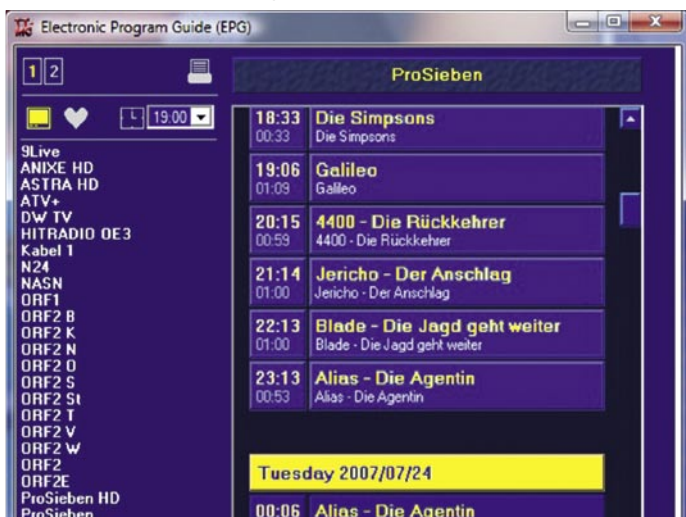 Electronic Program Guide (EPG)
1 2
19:00
9Live
ANIXE HD
ASTRA HD
ATV+
DW TV
HITRADIO OE3
Kabel 1
N24
NASN
ORF1
ORF2 B
ORF2 K
ORF2 N
ORF2 O
ORF2 S
ORF2 St
ORF2 T
ORF2 V
ORF2 W
ORF2
ORF2E
ProSieben HD
ProSieben
ProSieben
18:33 Die Simpsons
00:33 Die Simpsons
19:06 Galileo
01:09 Galileo
20:15 4400 - Die Rückkehrer
00:59 4400 - Die Rückkehrer
21:14 Jericho - Der Anschlag
01:00 Jericho - Der Anschlag
22:13 Blade - Die Jagd geht weiter
01:00 Blade - Die Jagd geht weiter
23:13 Alias - Die Agentin
00:53 Alias - Die Agentin
Tuesday 2007/07/24
00:06 Alias - Die Agentin